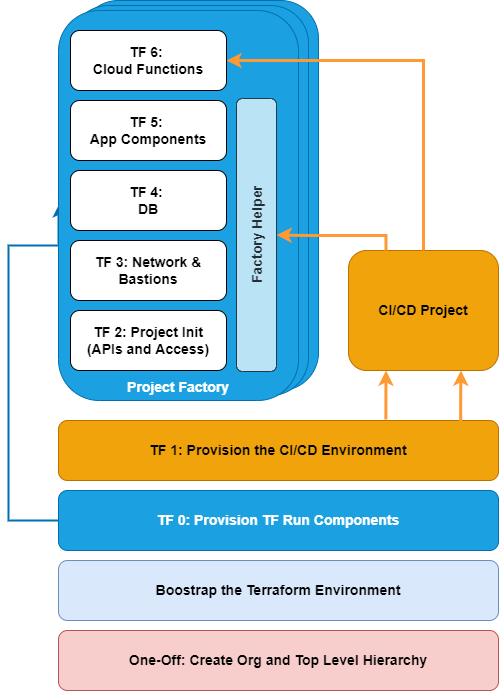 TF 6:
Cloud Functions
TF 5:
App Components
TF 4:
DB
TF 3: Network &
Bastions
TF 2: Project Init
(APIs and Access)
Factory Helper
Project Factory
CI/CD Project
TF 1: Provision the CI/CD Environment
TF 0: Provision TF Run Components
Boostrap the Terraform Environment
One-Off: Create Org and Top Level Hierarchy